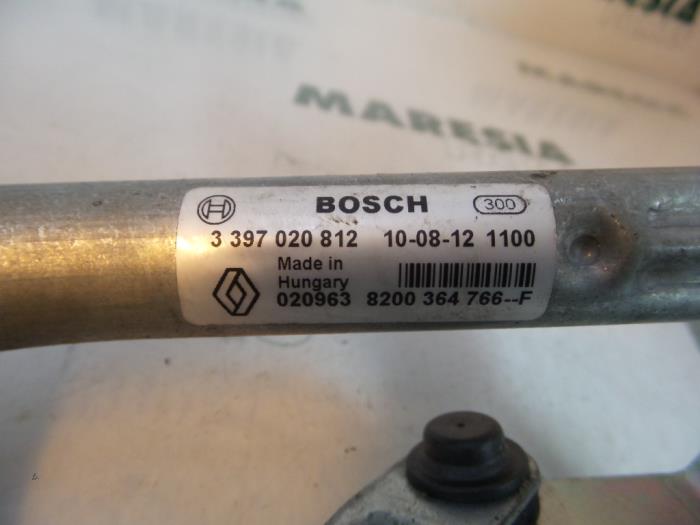 MARESIA
BOSCH 300
3 397 020 812 10-08-12 1100
Made in
Hungary
020963 8200 364 766--F